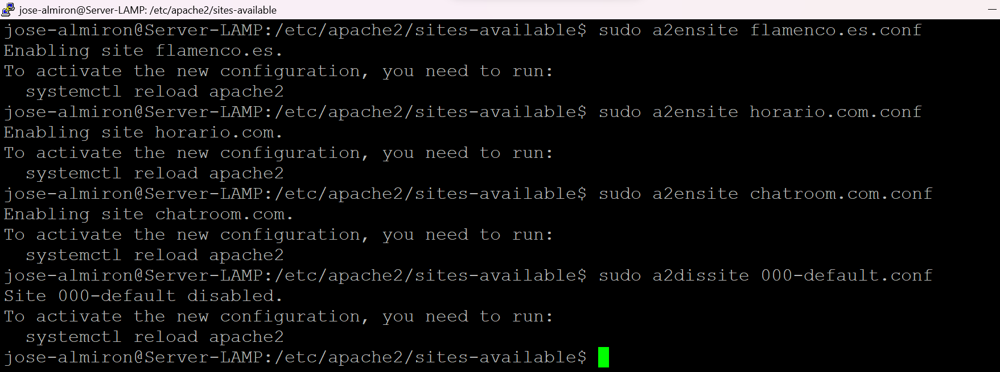 jose-almiron@Server-LAMP: /etc/apache2/sites-available
jose-almiron@Server-LAMP:/etc/apache2/sites-available$ sudo a2ensite flamenco.es.conf
Enabling site flamenco.es.
To activate the new configuration, you need to run:
  systemctl reload apache2
jose-almiron@Server-LAMP:/etc/apache2/sites-available$ sudo a2ensite horario.com.conf
Enabling site horario.com.
To activate the new configuration, you need to run:
  systemctl reload apache2
jose-almiron@Server-LAMP:/etc/apache2/sites-available$ sudo a2ensite chatroom.com.conf
Enabling site chatroom.com.
To activate the new configuration, you need to run:
  systemctl reload apache2
jose-almiron@Server-LAMP:/etc/apache2/sites-available$ sudo a2dissite 000-default.conf
Site 000-default disabled.
To activate the new configuration, you need to run:
  systemctl reload apache2
jose-almiron@Server-LAMP:/etc/apache2/sites-available$